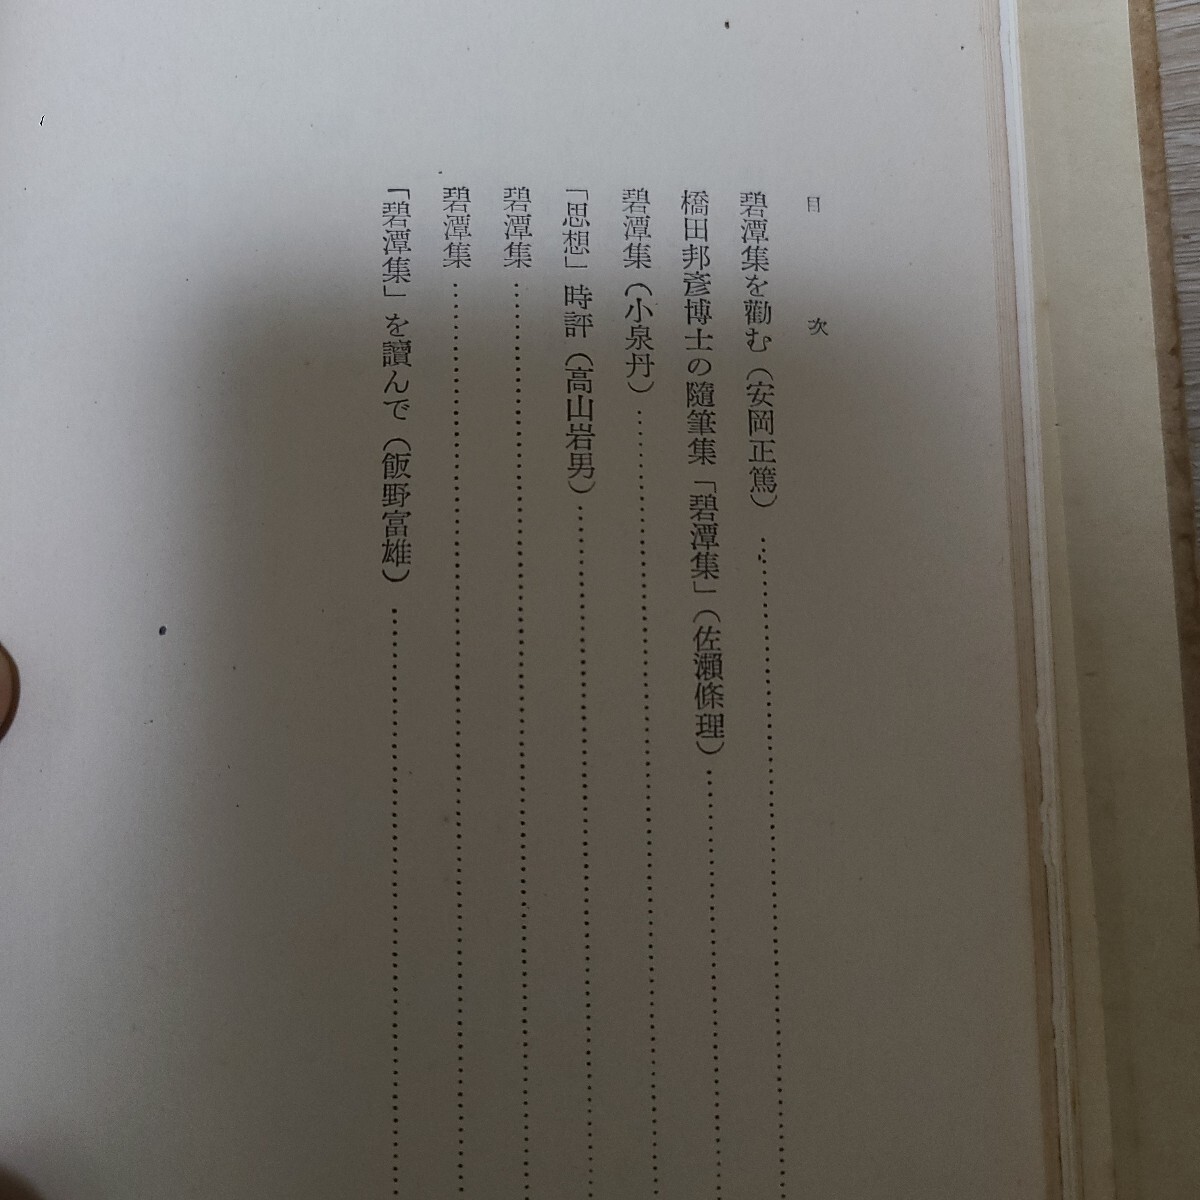 目次
碧潭集を勸む（安岡正篤）
橋田邦彥博士の隨筆集「碧潭集」（佐瀨條理）
碧潭集（小泉丹）
「思想」時評（高山岩男）
碧潭集
碧潭集
「碧潭集」を讀んで（飯野富雄）